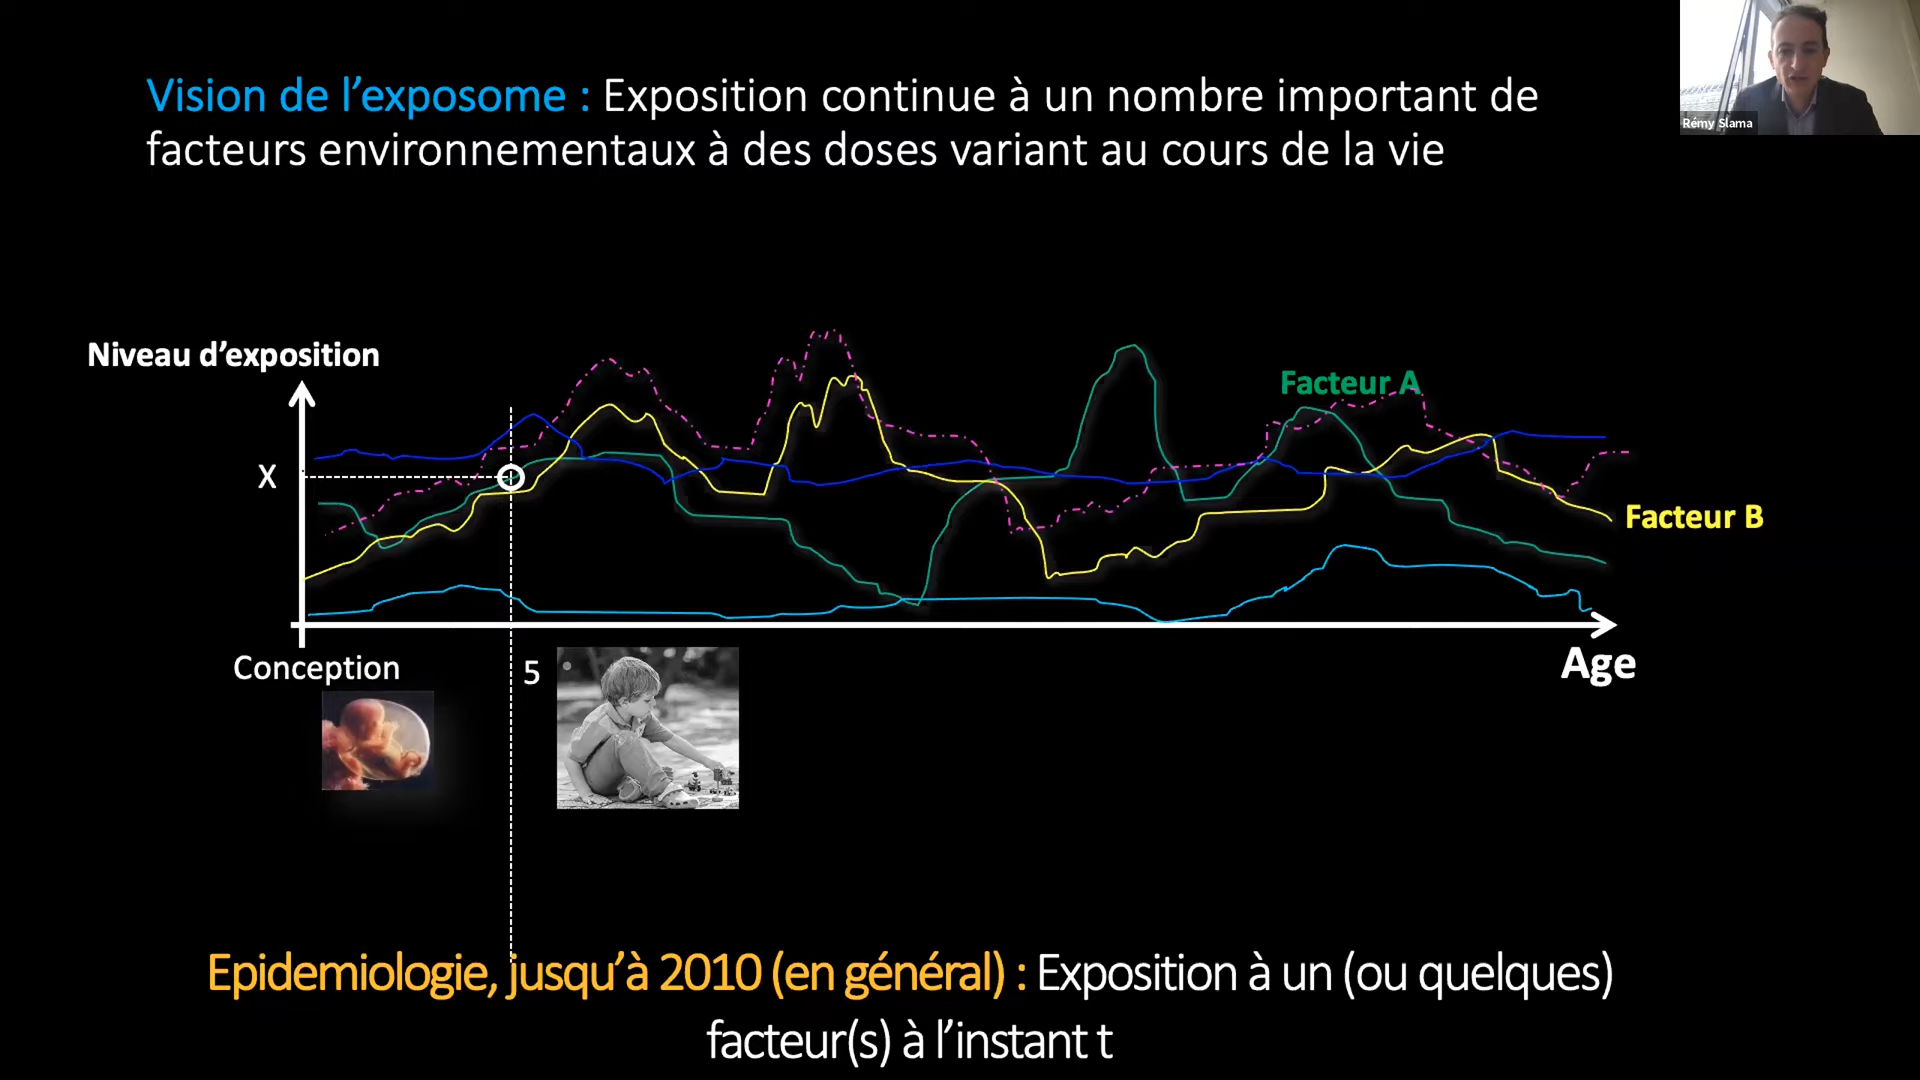 Vision de l’exposome : Exposition continue à un nombre important de
facteurs environnementaux à des doses variant au cours de la vie
Rémy Slama
Niveau d’exposition
Facteur A
X
Facteur B
Conception
5
Age
Epidemiologie, jusqu’à 2010 (en général) : Exposition à un (ou quelques)
facteur(s) à l’instant t